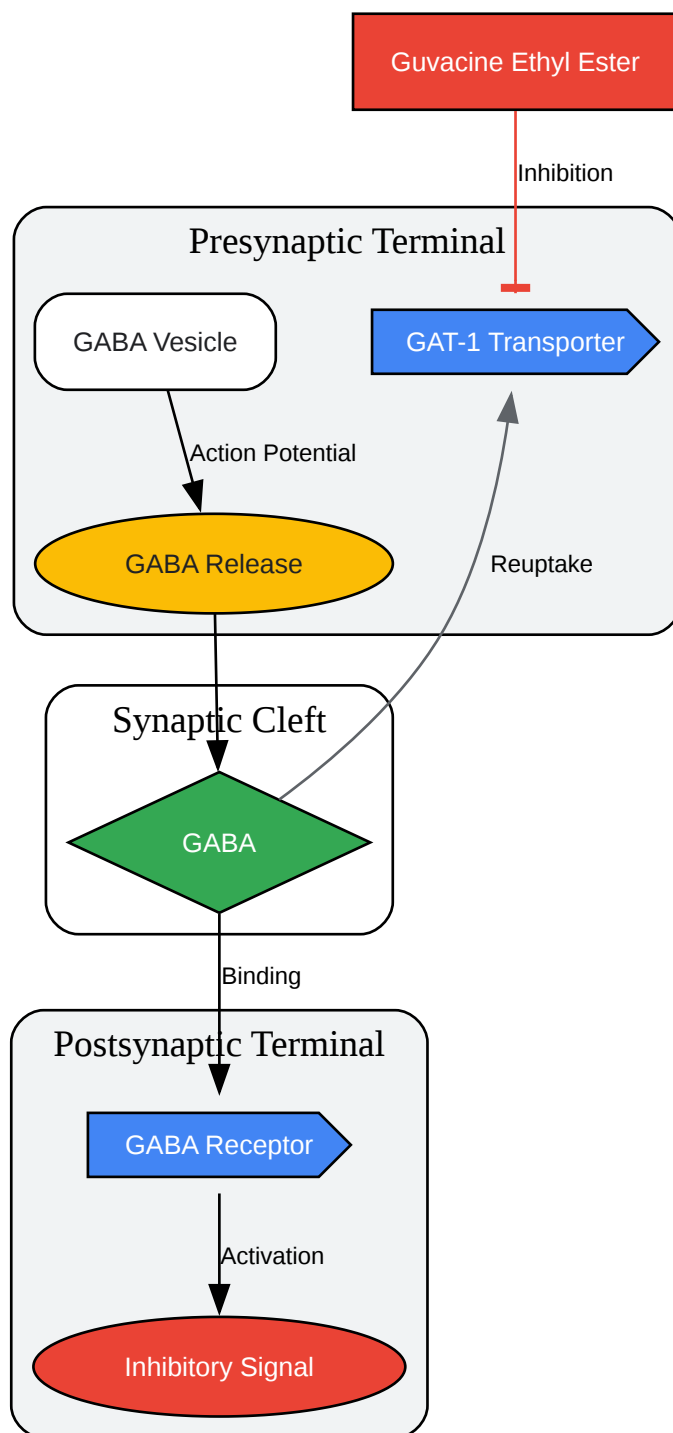 Guvacine Ethyl Ester
Inhibition
Presynaptic Terminal
GABA Vesicle
GAT-1 Transporter
Action Potential
GABA Release
Reuptake
Synaptic Cleft
GABA
Binding
Postsynaptic Terminal
GABA Receptor
Activation
Inhibitory Signal